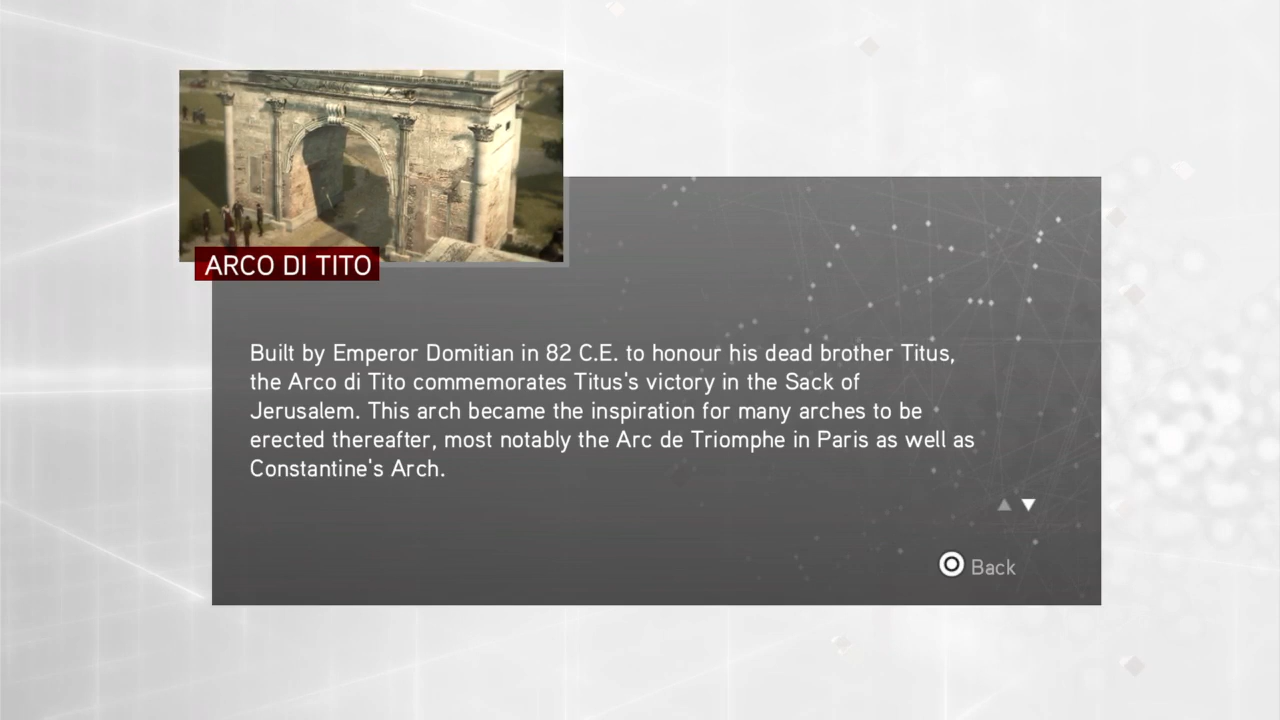 ARCO DI TITO
Built by Emperor Domitian in 82 C.E. to honour his dead brother Titus,
the Arco di Tito commemorates Titus's victory in the Sack of
Jerusalem. This arch became the inspiration for many arches to be
erected thereafter, most notably the Arc de Triomphe in Paris as well as
Constantine's Arch.
Back